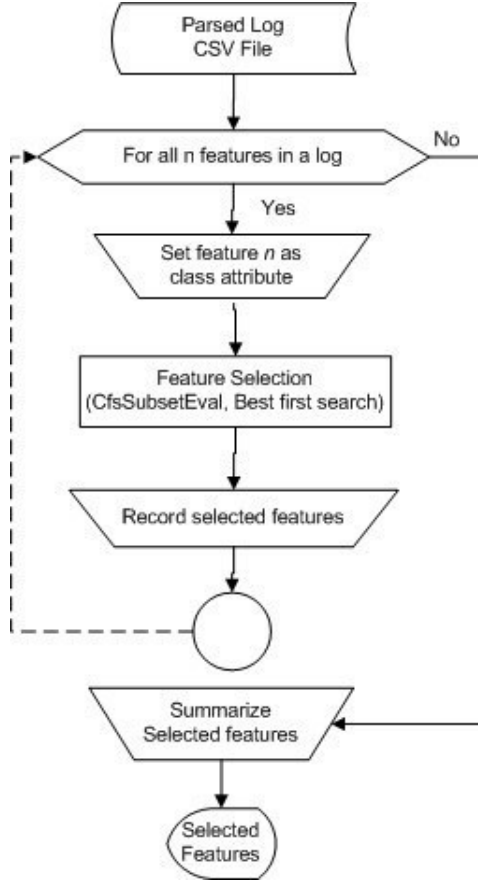 Parsed Log
CSV File
For all n features in a log
No
Yes
Set feature n as
class attribute
Feature Selection
(CfsSubsetEval, Best first search)
Record selected features
Summarize
Selected features
Selected
Features